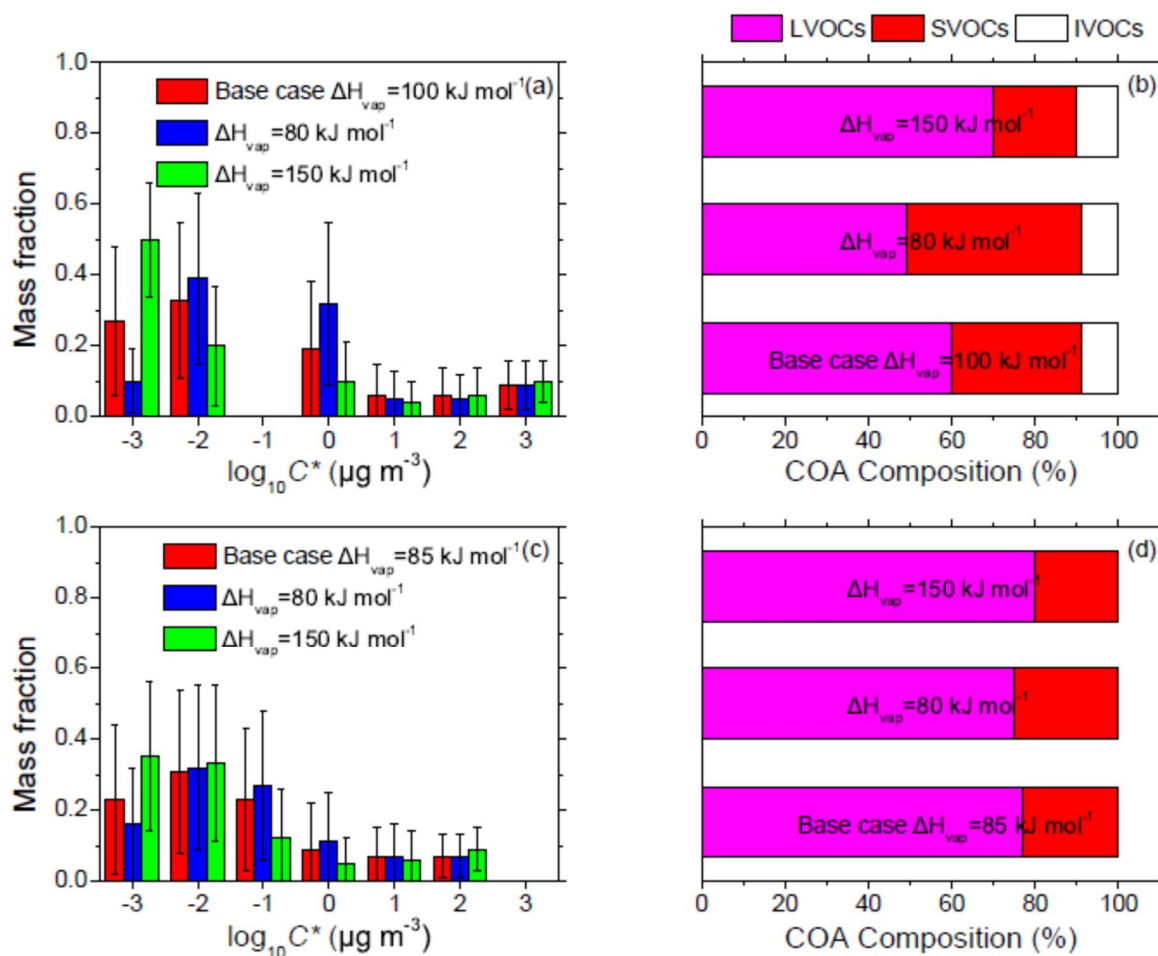 LVOCs SVOCs IVOCs
1.0
0.8
0.6
0.4
0.2
0.0
Mass fraction
Base case ΔHvap=100 kJ mol-1 (a)
ΔHvap=80 kJ mol-1
ΔHvap=150 kJ mol-1
-3 -2 -1 0 1 2 3
log10C* (µg m-3)
(b)
ΔHvap=150 kJ mol-1
ΔHvap=80 kJ mol-1
Base case ΔHvap=100 kJ mol-1
0 20 40 60 80 100
COA Composition (%)
1.0
0.8
0.6
0.4
0.2
0.0
Mass fraction
Base case ΔHvap=85 kJ mol-1 (c)
ΔHvap=80 kJ mol-1
ΔHvap=150 kJ mol-1
-3 -2 -1 0 1 2 3
log10C* (µg m-3)
(d)
ΔHvap=150 kJ mol-1
ΔHvap=80 kJ mol-1
Base case ΔHvap=85 kJ mol-1
0 20 40 60 80 100
COA Composition (%)